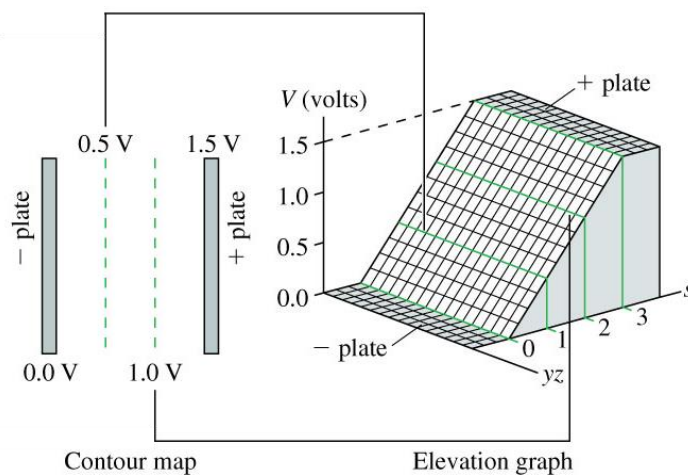 V (volts)
+ plate
0.5 V
1.5 V
1.5
1.0
0.5
0.0
− plate
+ plate
s
3
2
1
0
− plate
yz
0.0 V
1.0 V
Contour map
Elevation graph